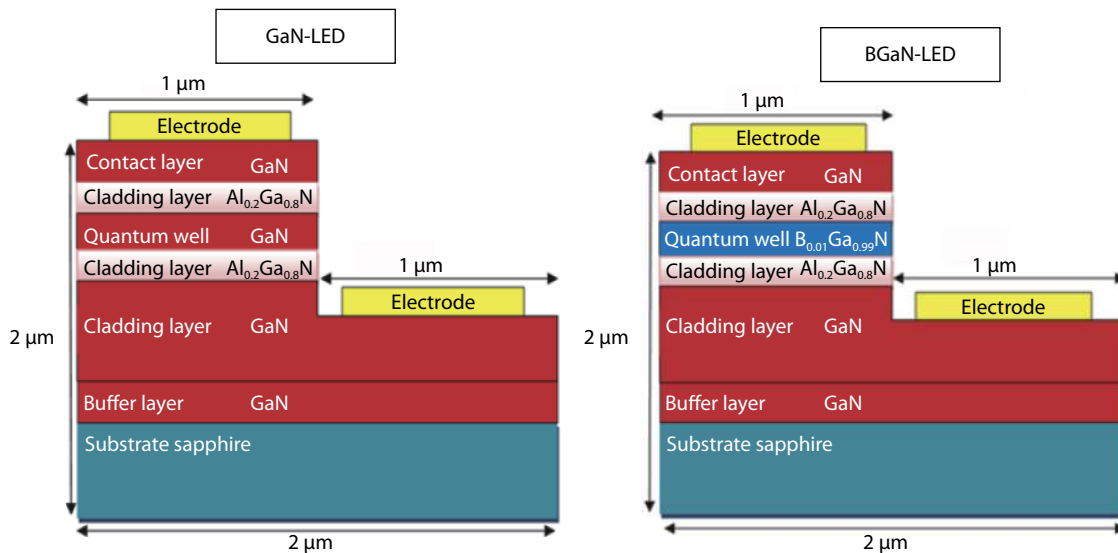 GaN-LED
1 µm
Electrode
Contact layer GaN
Cladding layer Al₀.₂Ga₀.₈N
Quantum well GaN
Cladding layer Al₀.₂Ga₀.₈N
1 µm
Electrode
Cladding layer GaN
2 µm
Buffer layer GaN
Substrate sapphire
2 µm
BGaN-LED
1 µm
Electrode
Contact layer GaN
Cladding layer Al₀.₂Ga₀.₈N
Quantum well B₀.₀₁Ga₀.₉₉N
Cladding layer Al₀.₂Ga₀.₈N
1 µm
Electrode
Cladding layer GaN
2 µm
Buffer layer GaN
Substrate sapphire
2 µm